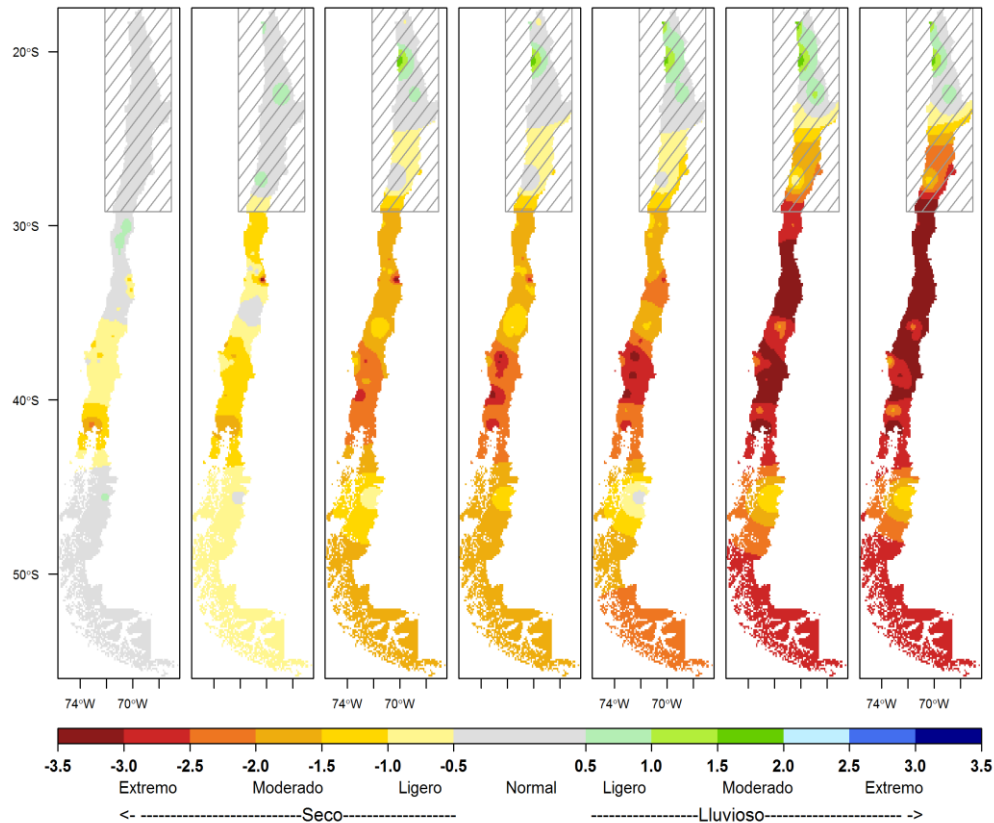 20°S
30°S
40°S
50°S
74°W 70°W 74°W 70°W 74°W 70°W 74°W 70°W
-3.5 -3.0 -2.5 -2.0 -1.5 -1.0 -0.5 0.5 1.0 1.5 2.0 2.5 3.0 3.5
Extremo Moderado Ligero Normal Ligero Moderado Extremo
<- ----------------------------Seco-------------------- --------------------Lluvioso-------------------- ->